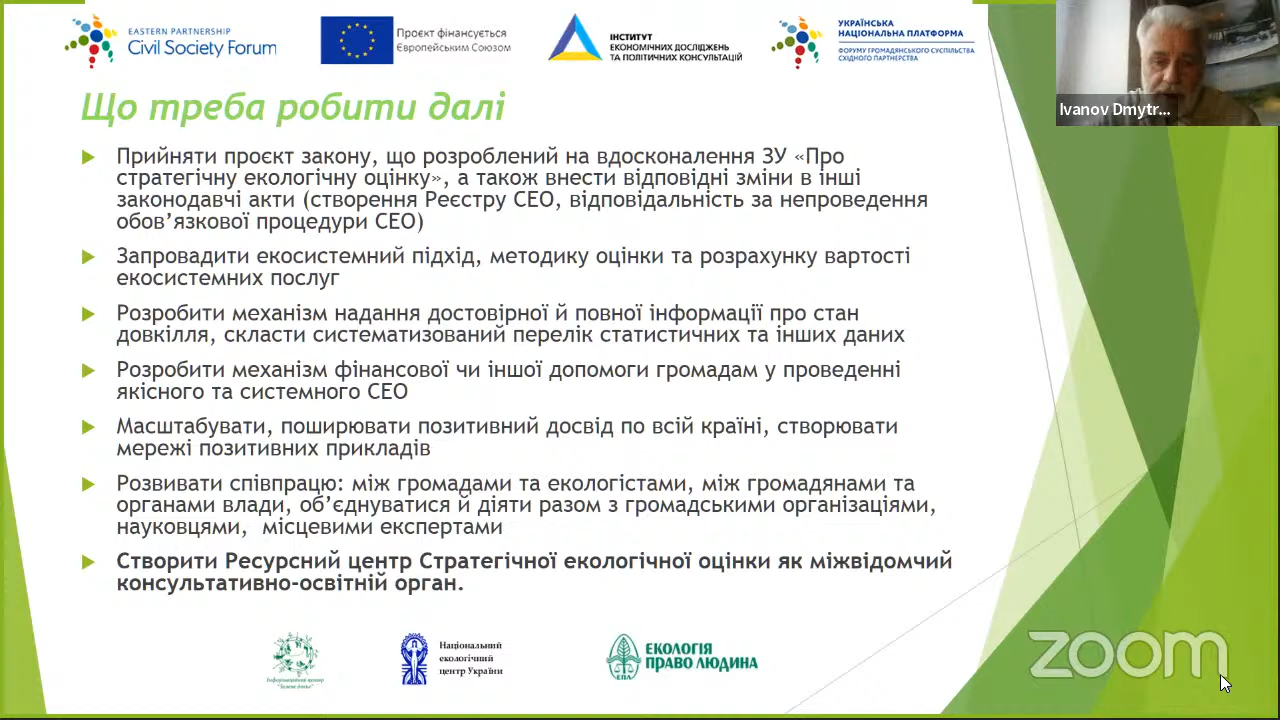 EASTERN PARTNERSHIP
Civil Society Forum
Проєкт фінансується
Європейським Союзом
ІНСТИТУТ
ЕКОНОМІЧНИХ ДОСЛІДЖЕНЬ
ТА ПОЛІТИЧНИХ КОНСУЛЬТАЦІЙ
УКРАЇНСЬКА
НАЦІОНАЛЬНА ПЛАТФОРМА
ФОРУМУ ГРОМАДЯНСЬКОГО СУСПІЛЬСТВА
СХІДНОГО ПАРТНЕРСТВА
Ivanov Dmytr...
Що треба робити далі
Прийняти проєкт закону, що розроблений на вдосконалення ЗУ «Про
стратегічну екологічну оцінку», а також внести відповідні зміни в інші
законодавчі акти (створення Реєстру СЕО, відповідальність за непроведення
обов’язкової процедури СЕО)
Запровадити екосистемний підхід, методику оцінки та розрахунку вартості
екосистемних послуг
Розробити механізм надання достовірної й повної інформації про стан
довкілля, скласти систематизований перелік статистичних та інших даних
Розробити механізм фінансової чи іншої допомоги громадам у проведенні
якісного та системного СЕО
Масштабувати, поширювати позитивний досвід по всій країні, створювати
мережі позитивних прикладів
Розвивати співпрацю: між громадами та екологістами, між громадянами та
органами влади, об’єднуватися й діяти разом з громадськими організаціями,
науковцями, місцевими експертами
Створити Ресурсний центр Стратегічної екологічної оцінки як міжвідомчий
консультативно-освітній орган.
Інформаційний центр
"Зелене досьє"
Національний
екологічний
центр України
ЕПЛ
ЕКОЛОГІЯ
ПРАВО ЛЮДИНА
zoom